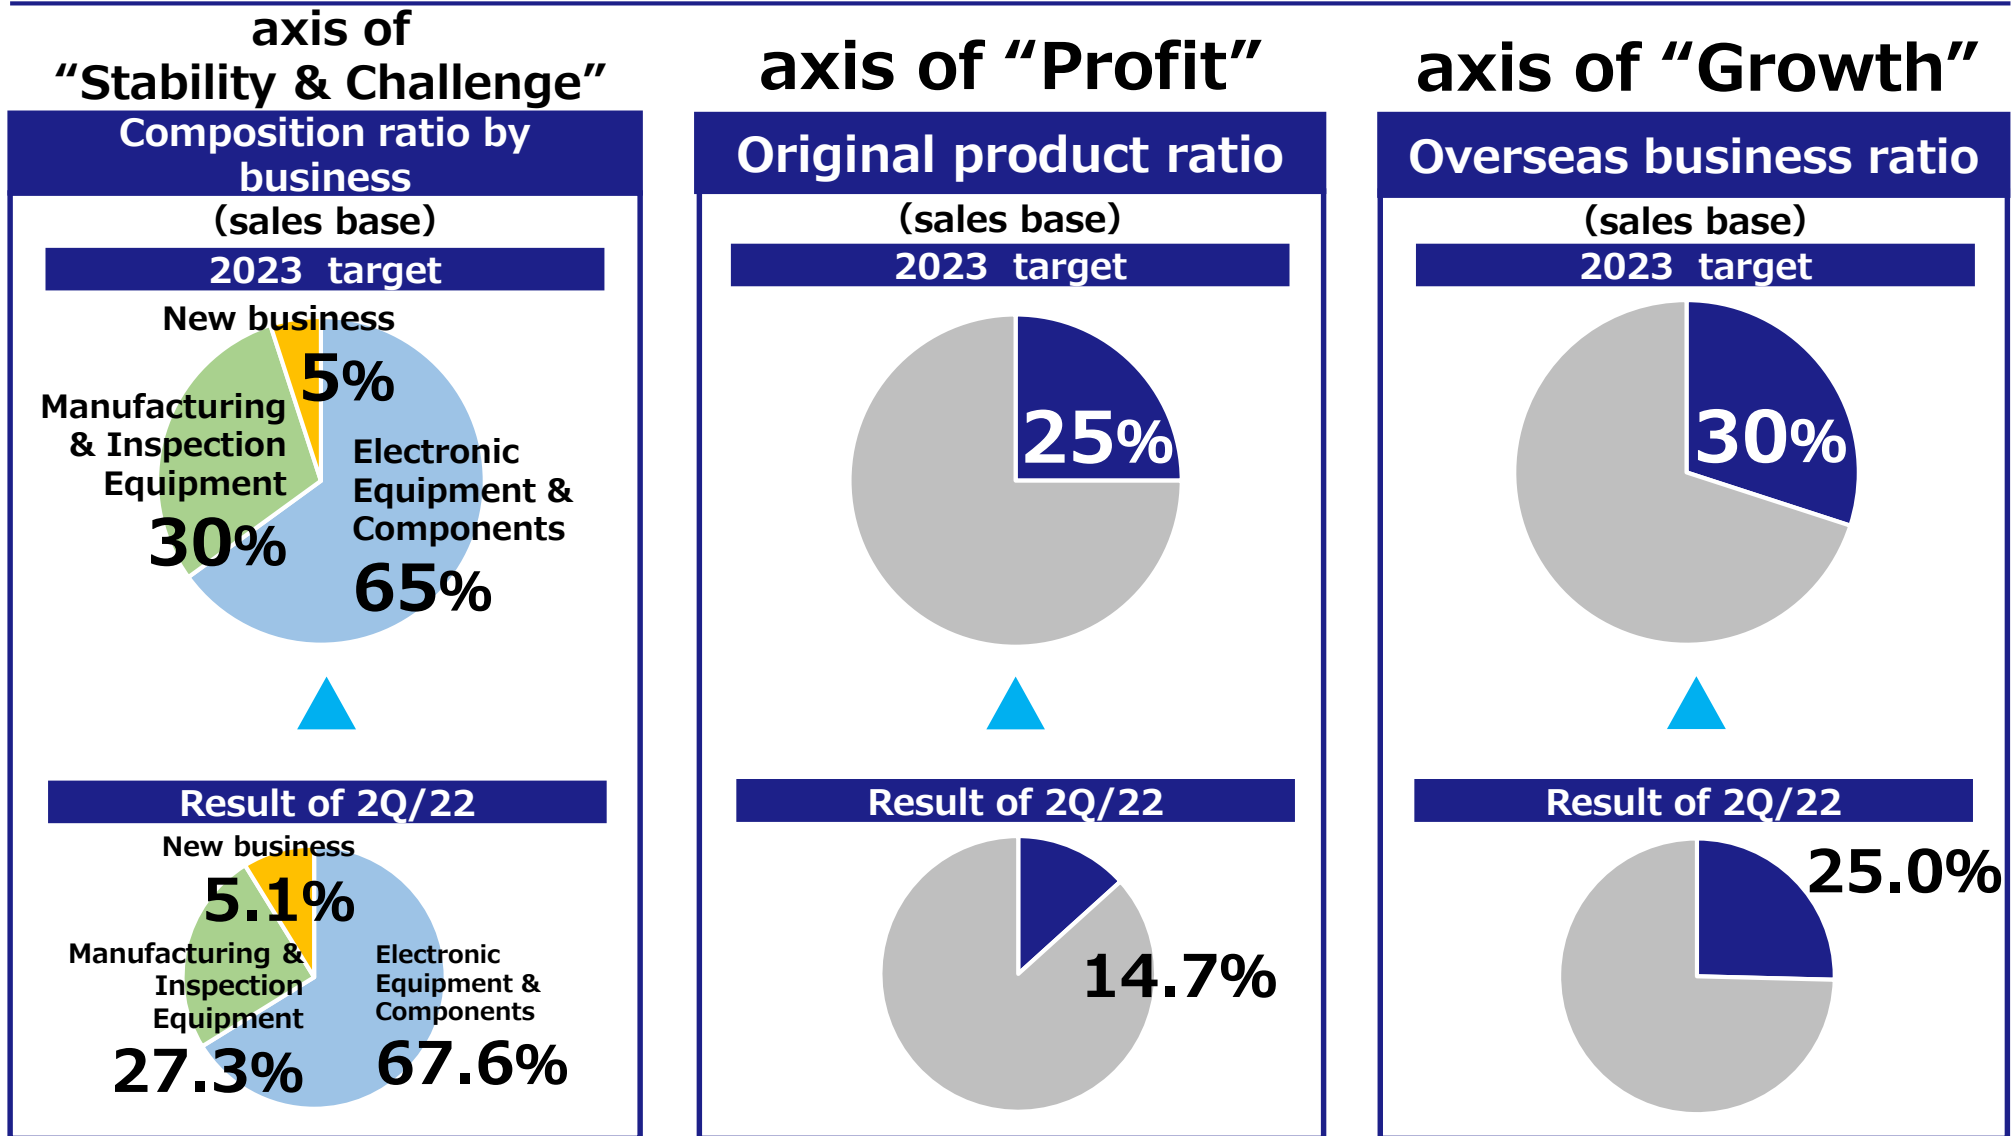 axis of
“Stability & Challenge”
Composition ratio by
business
(sales base)
2023 target
New business
5%
Manufacturing
& Inspection
Equipment
30%
Electronic
Equipment &
Components
65%
Result of 2Q/22
New business
5.1%
Manufacturing &
Inspection
Equipment
27.3%
Electronic
Equipment &
Components
67.6%
axis of “Profit”
Original product ratio
(sales base)
2023 target
25%
Result of 2Q/22
14.7%
axis of “Growth”
Overseas business ratio
(sales base)
2023 target
30%
Result of 2Q/22
25.0%